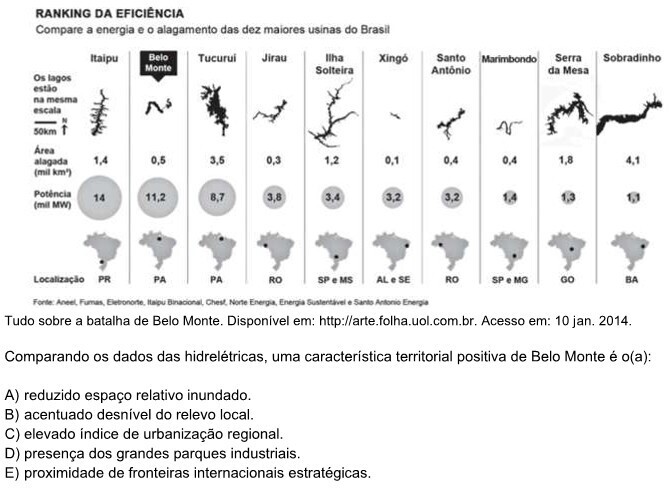 RANKING DA EFICIÊNCIA
Compare a energia e o alagamento das dez maiores usinas do Brasil
Itaipu Belo Monte Tucuruí Jirau Ilha Solteira Xingó Santo Antônio Marimbondo Serra da Mesa Sobradinho
Os lagos estão na mesma escala
N
50km
Área alagada (mil km²) 1,4 0,5 3,5 0,3 1,2 0,1 0,4 0,4 1,8 4,1
Potência (mil MW) 14 11,2 8,7 3,8 3,4 3,2 3,2 1,4 1,3 1,1
Localização PR PA PA RO SP e MS AL e SE RO SP e MG GO BA
Fonte: Aneel, Furnas, Eletronorte, Itaipu Binacional, Chesf, Norte Energia, Energia Sustentável e Santo Antonio Energia
Tudo sobre a batalha de Belo Monte. Disponível em: http://arte.folha.uol.com.br. Acesso em: 10 jan. 2014.
Comparando os dados das hidrelétricas, uma característica territorial positiva de Belo Monte é o(a):
A) reduzido espaço relativo inundado.
B) acentuado desnível do relevo local.
C) elevado índice de urbanização regional.
D) presença dos grandes parques industriais.
E) proximidade de fronteiras internacionais estratégicas.